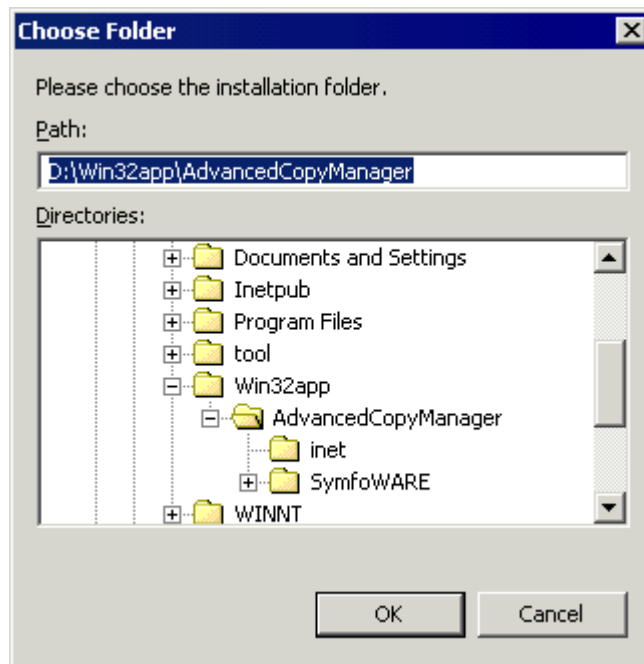 Choose Folder
Please choose the installation folder.
Path:
D:\Win32app\AdvancedCopyManager
Directories:
Documents and Settings
Inetpub
Program Files
tool
Win32app
AdvancedCopyManager
inet
SymfoWARE
WINNT
OK Cancel